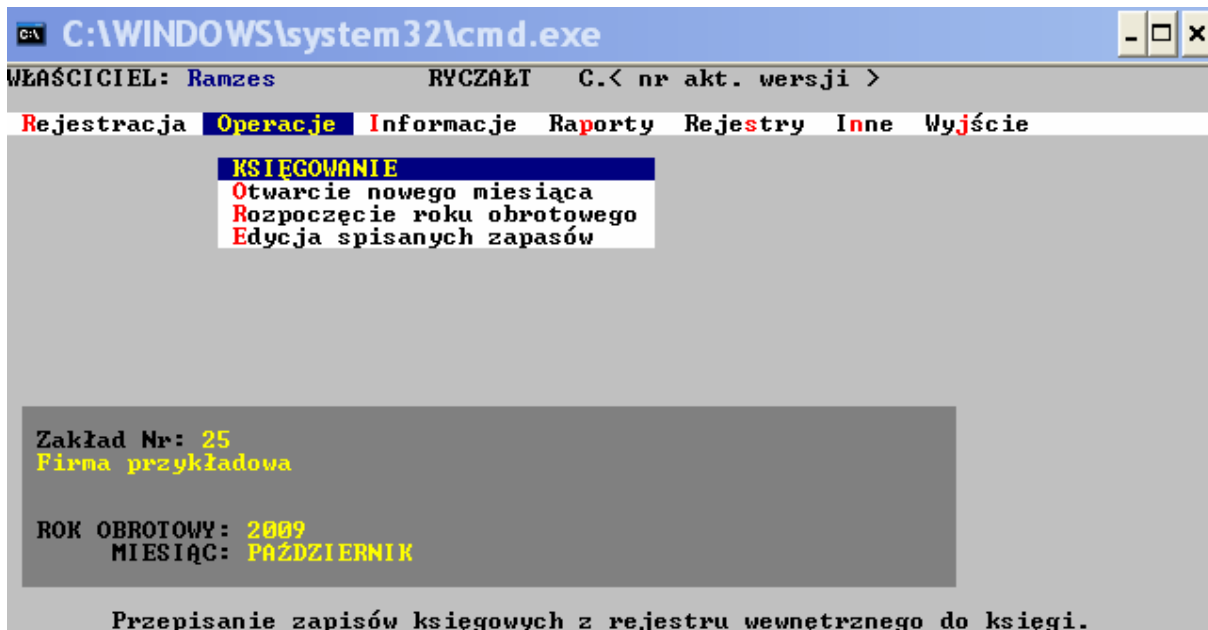 C:\WINDOWS\system32\cmd.exe
WŁAŚCICIEL: Ramzes RYCZAŁT C.< nr akt. wersji >
Rejestracja Operacje Informacje Raporty Rejestry Inne Wyjście
KSIĘGOWANIE
Otwarcie nowego miesiąca
Rozpoczęcie roku obrotowego
Edycja spisanych zapasów
Zakład Nr: 25
Firma przykładowa
ROK OBROTOWY: 2009
MIESIĄC: PAŹDZIERNIK
Przepisanie zapisów księgowych z rejestru wewnętrznego do księgi.